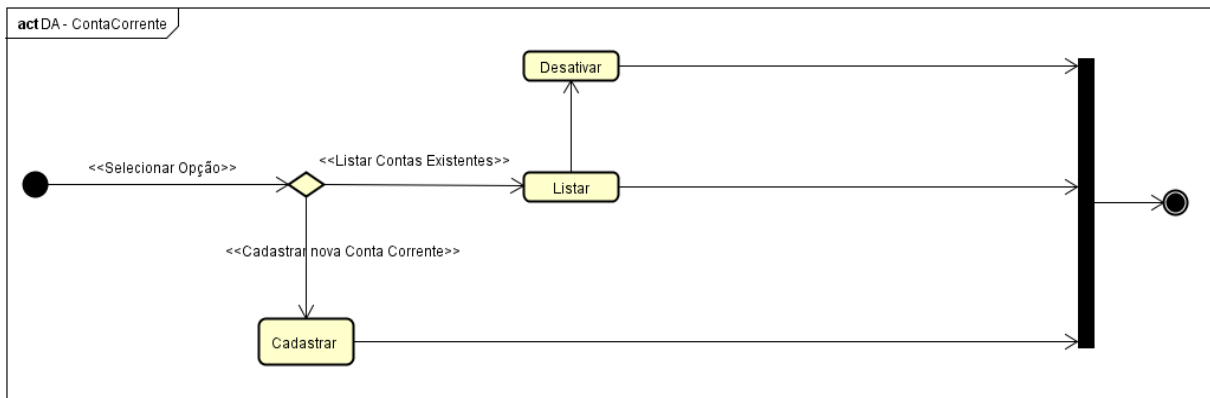 act DA - ContaCorrente
Desativar
<<Selecionar Opção>>
<<Listar Contas Existentes>>
Listar
<<Cadastrar nova Conta Corrente>>
Cadastrar